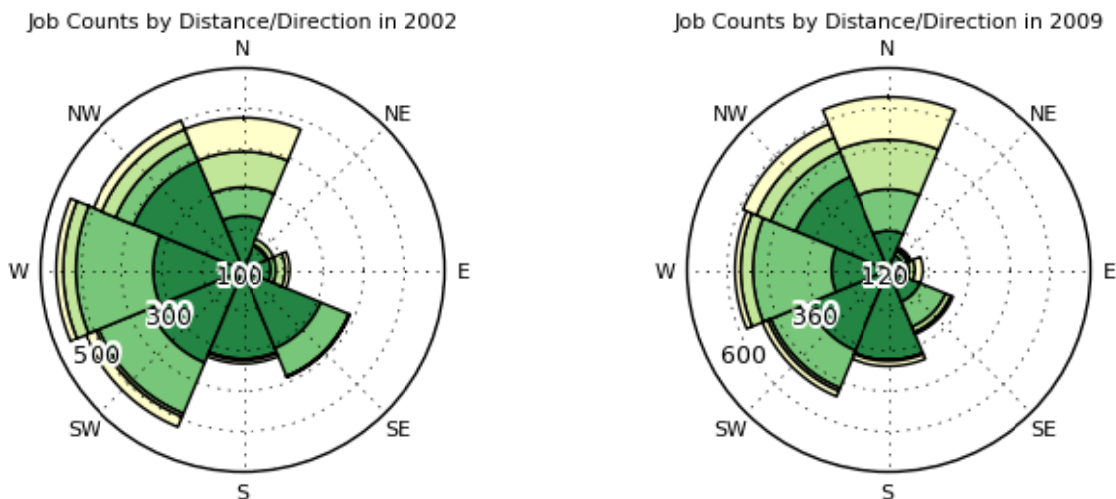 Job Counts by Distance/Direction in 2002
N
NW
NE
W
E
100
300
500
SW
SE
S
Job Counts by Distance/Direction in 2009
N
NW
NE
W
E
120
360
600
SW
SE
S